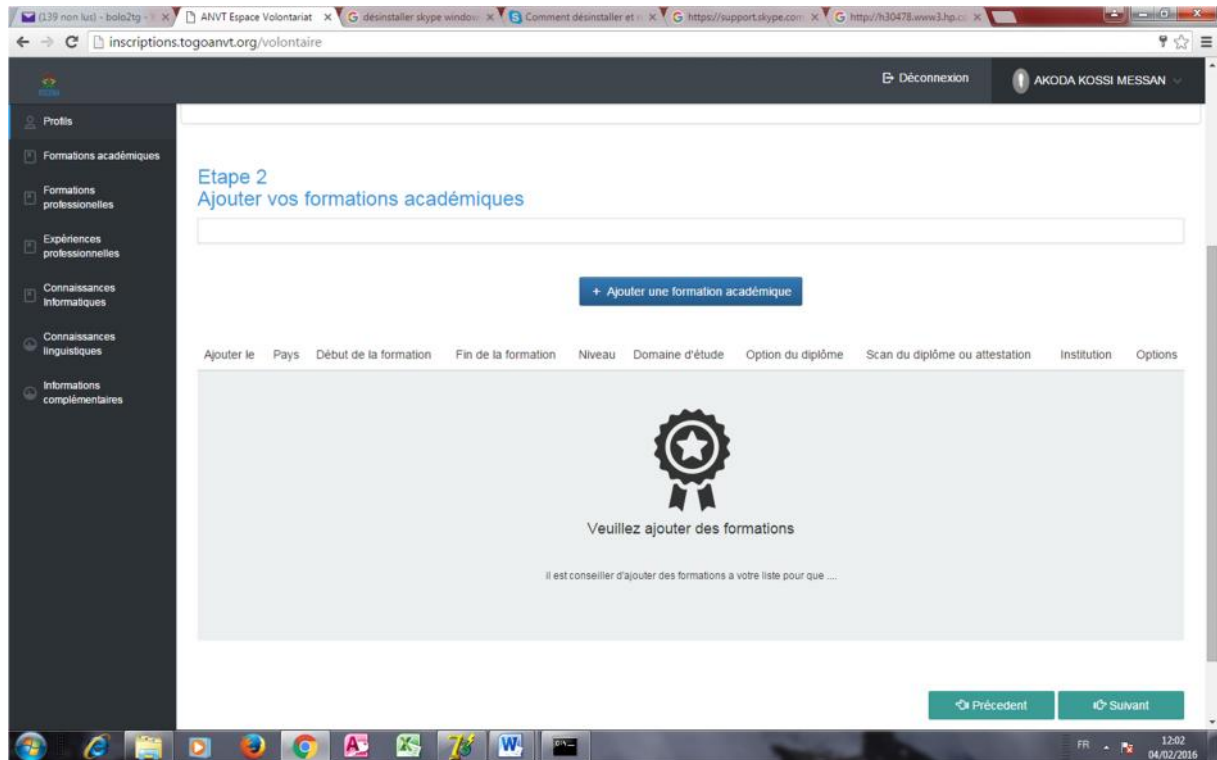 (139 non lus) - bolo2tg -
ANVT Espace Volontariat
désinstaller skype window
Comment désinstaller et
https://support.skype.com
http://h30478.www3.hp.co
inscriptions.togoanvt.org/volontaire
Déconnexion
AKODA KOSSI MESSAN
Profils
Formations académiques
Formations
professionelles
Expériences
professionnelles
Connaissances
Informatiques
Connaissances
linguistiques
Informations
complémentaires
Etape 2
Ajouter vos formations académiques
+ Ajouter une formation académique
Ajouter le Pays Début de la formation Fin de la formation Niveau Domaine d'étude Option du diplôme Scan du diplôme ou attestation Institution Options
Veuillez ajouter des formations
il est conseiller d'ajouter des formations a votre liste pour que ....
Précedent
Suivant
FR
12:02
04/02/2016